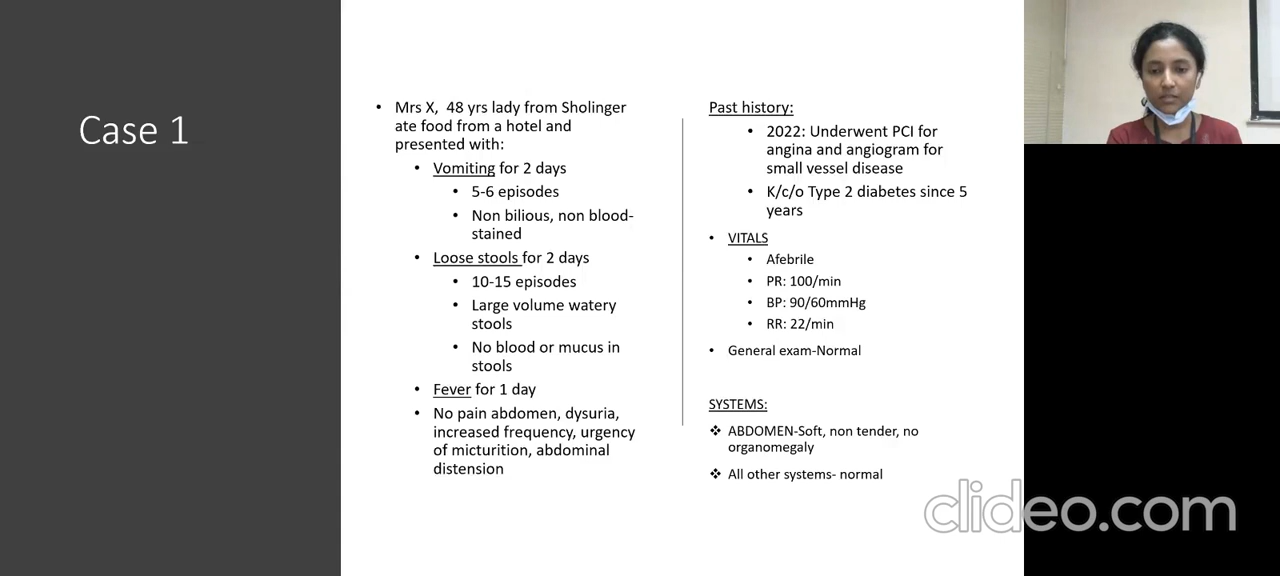 Case 1
Mrs X, 48 yrs lady from Sholinger
ate food from a hotel and
presented with:
Vomiting for 2 days
5-6 episodes
Non bilious, non blood-
stained
Loose stools for 2 days
10-15 episodes
Large volume watery
stools
No blood or mucus in
stools
Fever for 1 day
No pain abdomen, dysuria,
increased frequency, urgency
of micturition, abdominal
distension
Past history:
2022: Underwent PCI for
angina and angiogram for
small vessel disease
K/c/o Type 2 diabetes since 5
years
VITALS
Afebrile
PR: 100/min
BP: 90/60mmHg
RR: 22/min
General exam-Normal
SYSTEMS:
ABDOMEN-Soft, non tender, no
organomegaly
All other systems- normal
clideo.com